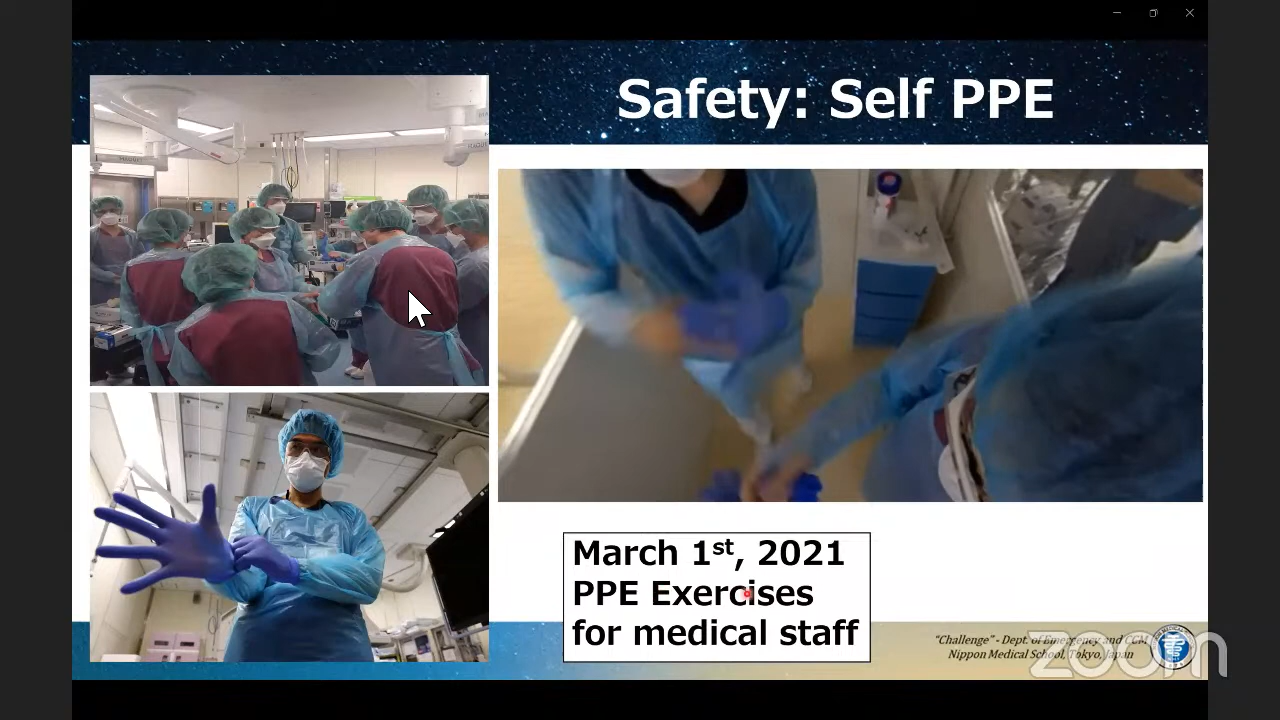 Safety: Self PPE
March 1st, 2021
PPE Exercises
for medical staff
"Challenge" - Dept. of Emergency and CCM,
Nippon Medical School, Tokyo, Japan
zoom